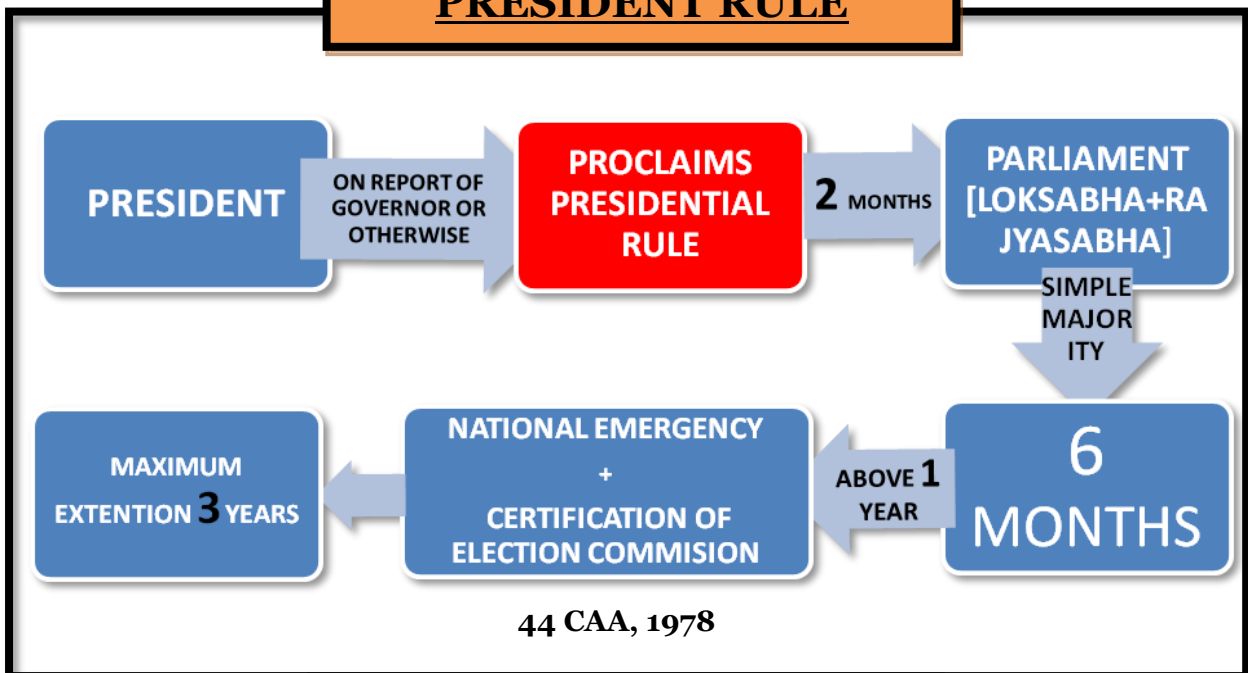 PRESIDENT RULE
PRESIDENT
ON REPORT OF
GOVERNOR OR
OTHERWISE
PROCLAIMS
PRESIDENTIAL
RULE
2 MONTHS
PARLIAMENT
[LOKSABHA+RA
JYASABHA]
SIMPLE
MAJOR
ITY
6
MONTHS
ABOVE 1
YEAR
NATIONAL EMERGENCY
+
CERTIFICATION OF
ELECTION COMMISION
MAXIMUM
EXTENTION 3 YEARS
44 CAA, 1978